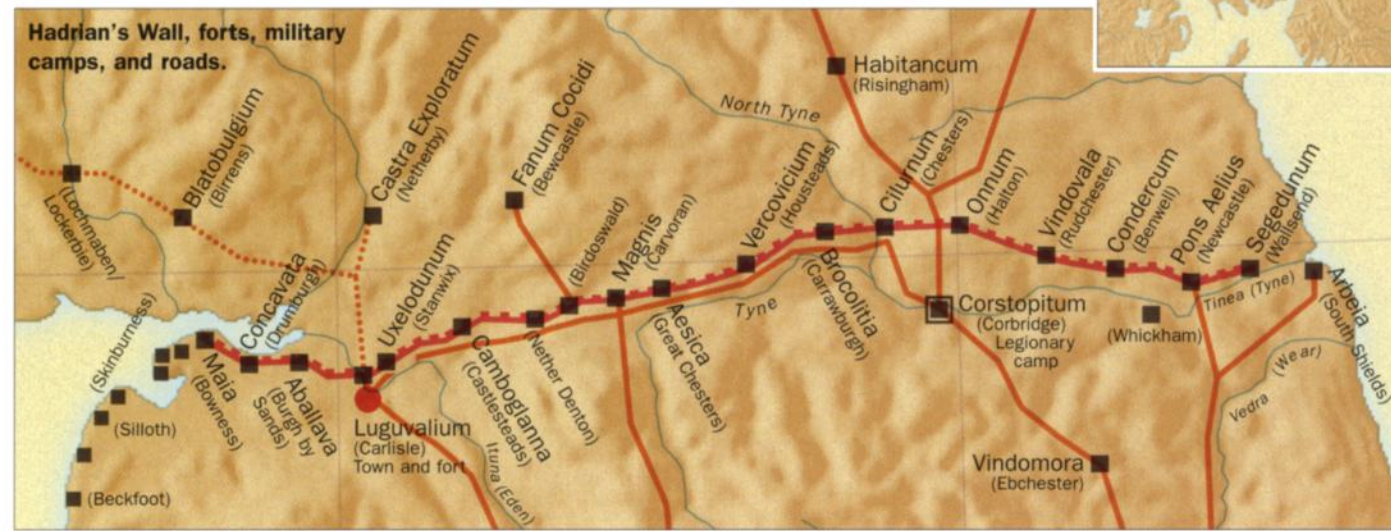 Hadrian's Wall, forts, military
camps, and roads.
(Lochmaben/
Lockerbie)
Blatobulgium
(Birrens)
Castra Exploratum
(Netherby)
Fanum Cocidi
(Bewcastle)
North Tyne
Habitancum
(Risingham)
(Skinburness)
(Silloth)
(Beckfoot)
Maia
(Bowness)
Concavata
(Drumburgh)
Aballava
(Burgh by
Sands)
Uxelodunum
(Stanwix)
Luguvalium
(Carlisle)
Town and fort
Ituna (Eden)
Camboglanna
(Castlesteads)
(Nether Denton)
(Birdoswald)
Magnis
(Carvoran)
Aesica
(Great Chesters)
Tyne
Vercovicium
(Housteads)
Brocolitia
(Carrawburgh)
Cilurnum
(Chesters)
Onnum
(Halton)
Corstopitum
(Corbridge)
Legionary
camp
Vindomora
(Ebchester)
Vindovala
(Rudchester)
Condercum
(Benwell)
(Whickham)
Pons Aelius
(Newcastle)
Segedunum
(Wallsend)
Tinea (Tyne)
Arbeia
(South Shields)
(Wear)
Vedra